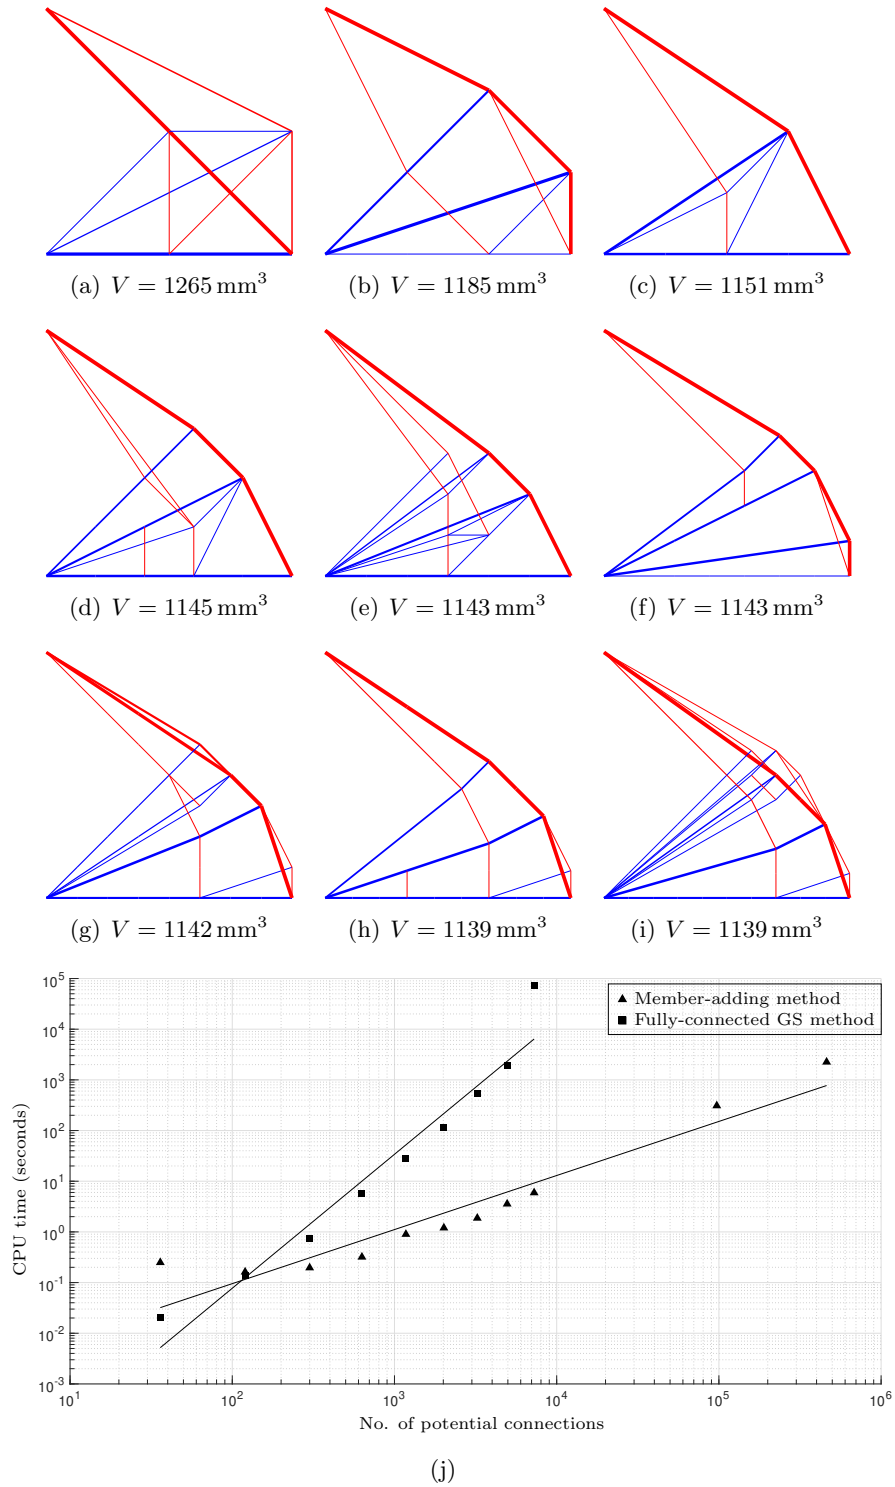 (a) V = 1265 mm³
(b) V = 1185 mm³
(c) V = 1151 mm³
(d) V = 1145 mm³
(e) V = 1143 mm³
(f) V = 1143 mm³
(g) V = 1142 mm³
(h) V = 1139 mm³
(i) V = 1139 mm³
Member-adding method
Fully-connected GS method
CPU time (seconds)
10⁵
10⁴
10³
10²
10¹
10⁰
10⁻¹
10⁻²
10⁻³
10¹ 10² 10³ 10⁴ 10⁵ 10⁶
No. of potential connections
(j)